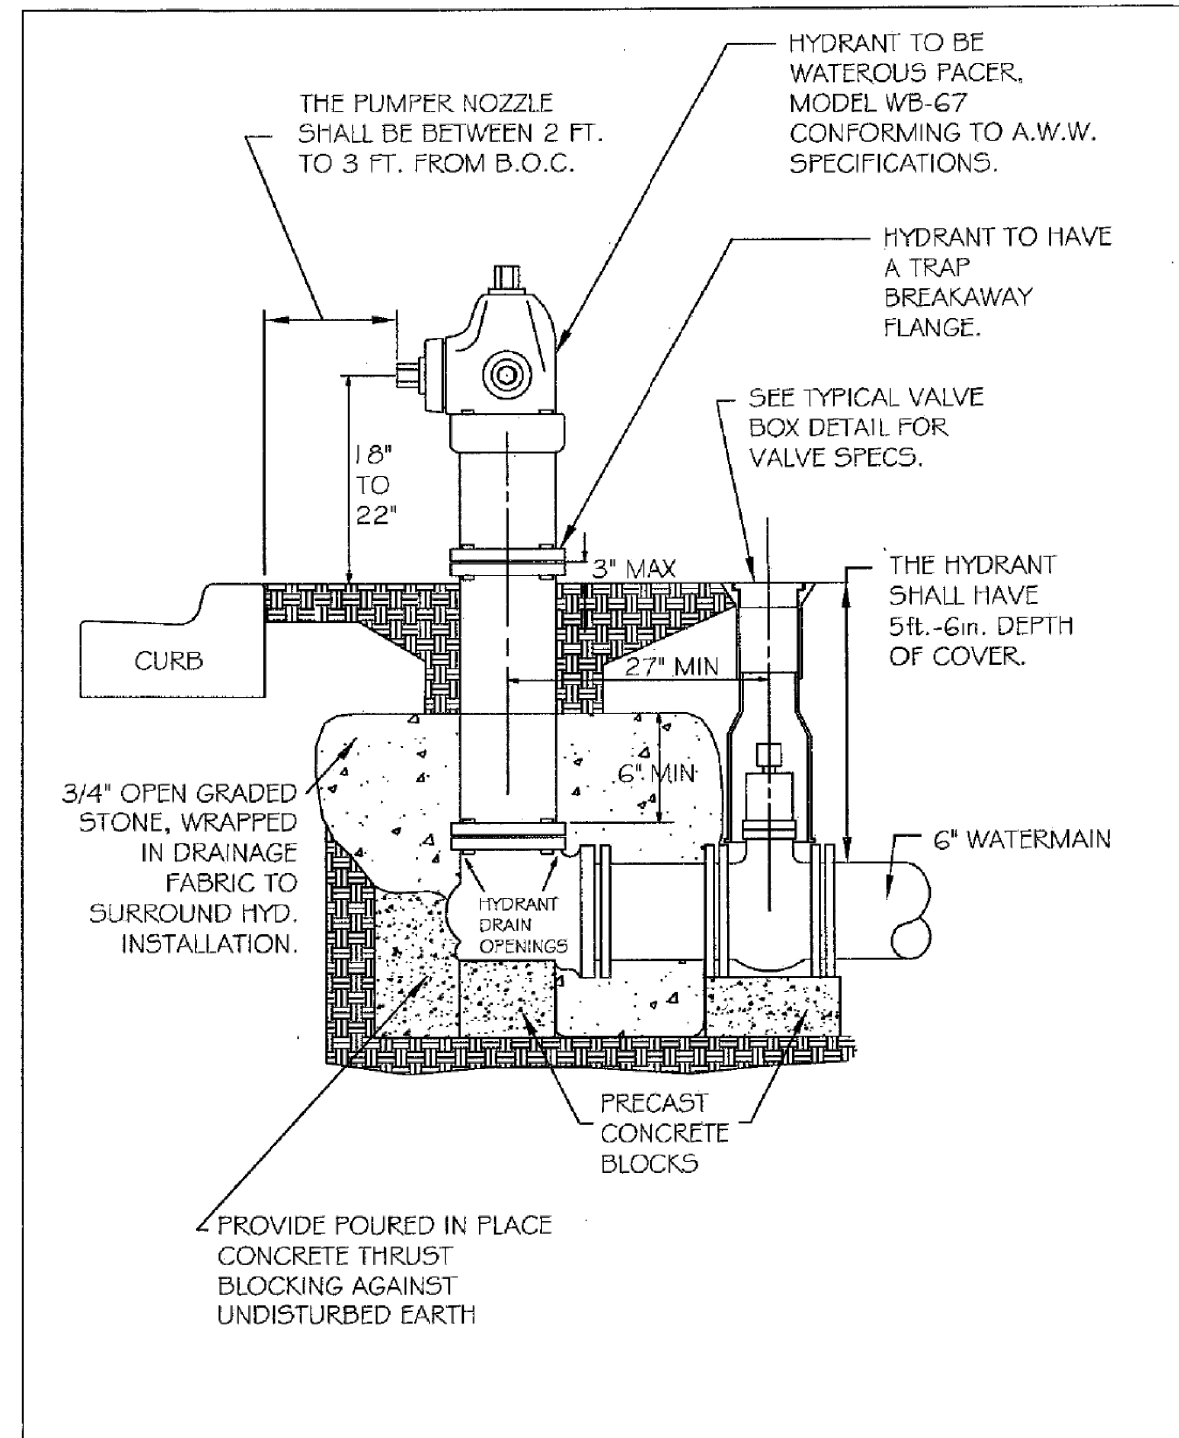 HYDRANT TO BE
WATEROUS PACER,
MODEL WB-67
CONFORMING TO A.W.W.
SPECIFICATIONS.
THE PUMPER NOZZLE
SHALL BE BETWEEN 2 FT.
TO 3 FT. FROM B.O.C.
HYDRANT TO HAVE
A TRAP
BREAKAWAY
FLANGE.
SEE TYPICAL VALVE
BOX DETAIL FOR
VALVE SPECS.
18"
TO
22"
3" MAX
THE HYDRANT
SHALL HAVE
5ft.-6in. DEPTH
OF COVER.
CURB
27" MIN
6" MIN
3/4" OPEN GRADED
STONE, WRAPPED
IN DRAINAGE
FABRIC TO
SURROUND HYD.
INSTALLATION.
6" WATERMAIN
HYDRANT
DRAIN
OPENINGS
PRECAST
CONCRETE
BLOCKS
PROVIDE POURED IN PLACE
CONCRETE THRUST
BLOCKING AGAINST
UNDISTURBED EARTH